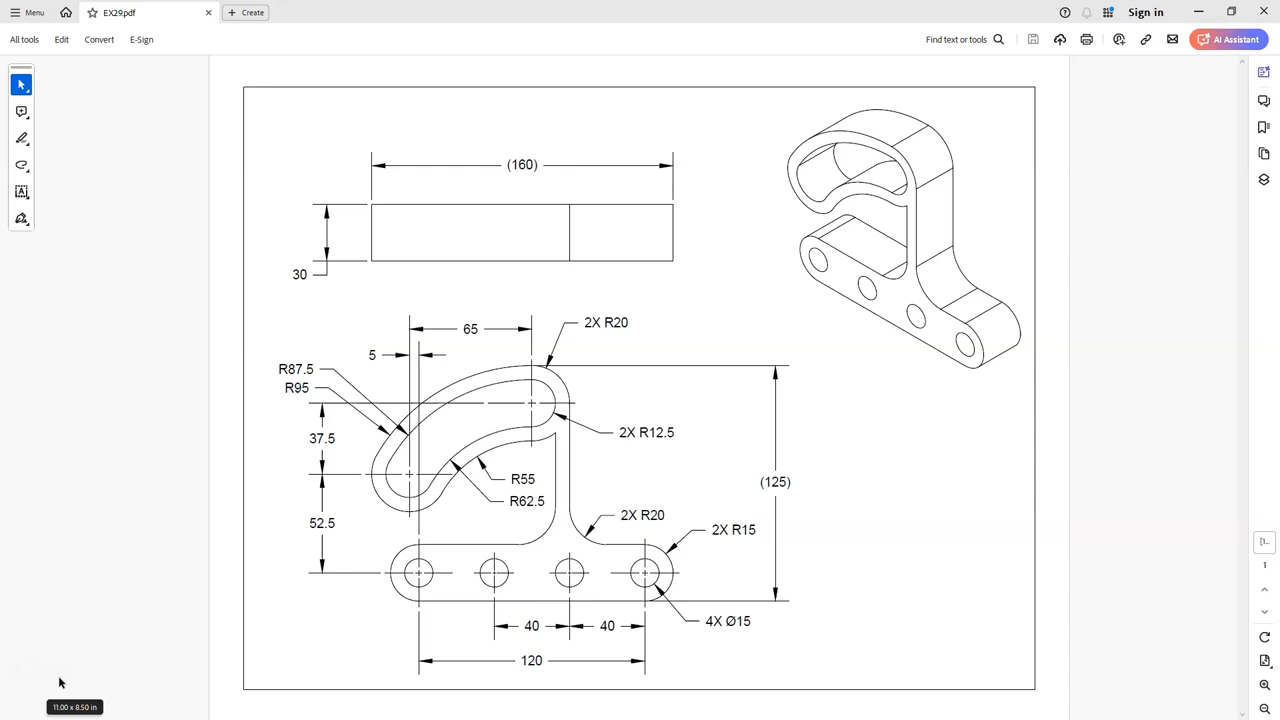 Menu
EX29.pdf
Create
Sign in
All tools
Edit
Convert
E-Sign
Find text or tools
AI Assistant
(160)
30
65
2X R20
5
R87.5
R95
37.5
2X R12.5
R55
(125)
R62.5
52.5
2X R20
2X R15
4X Ø15
40
40
120
[1...
1
11.00 x 8.50 in